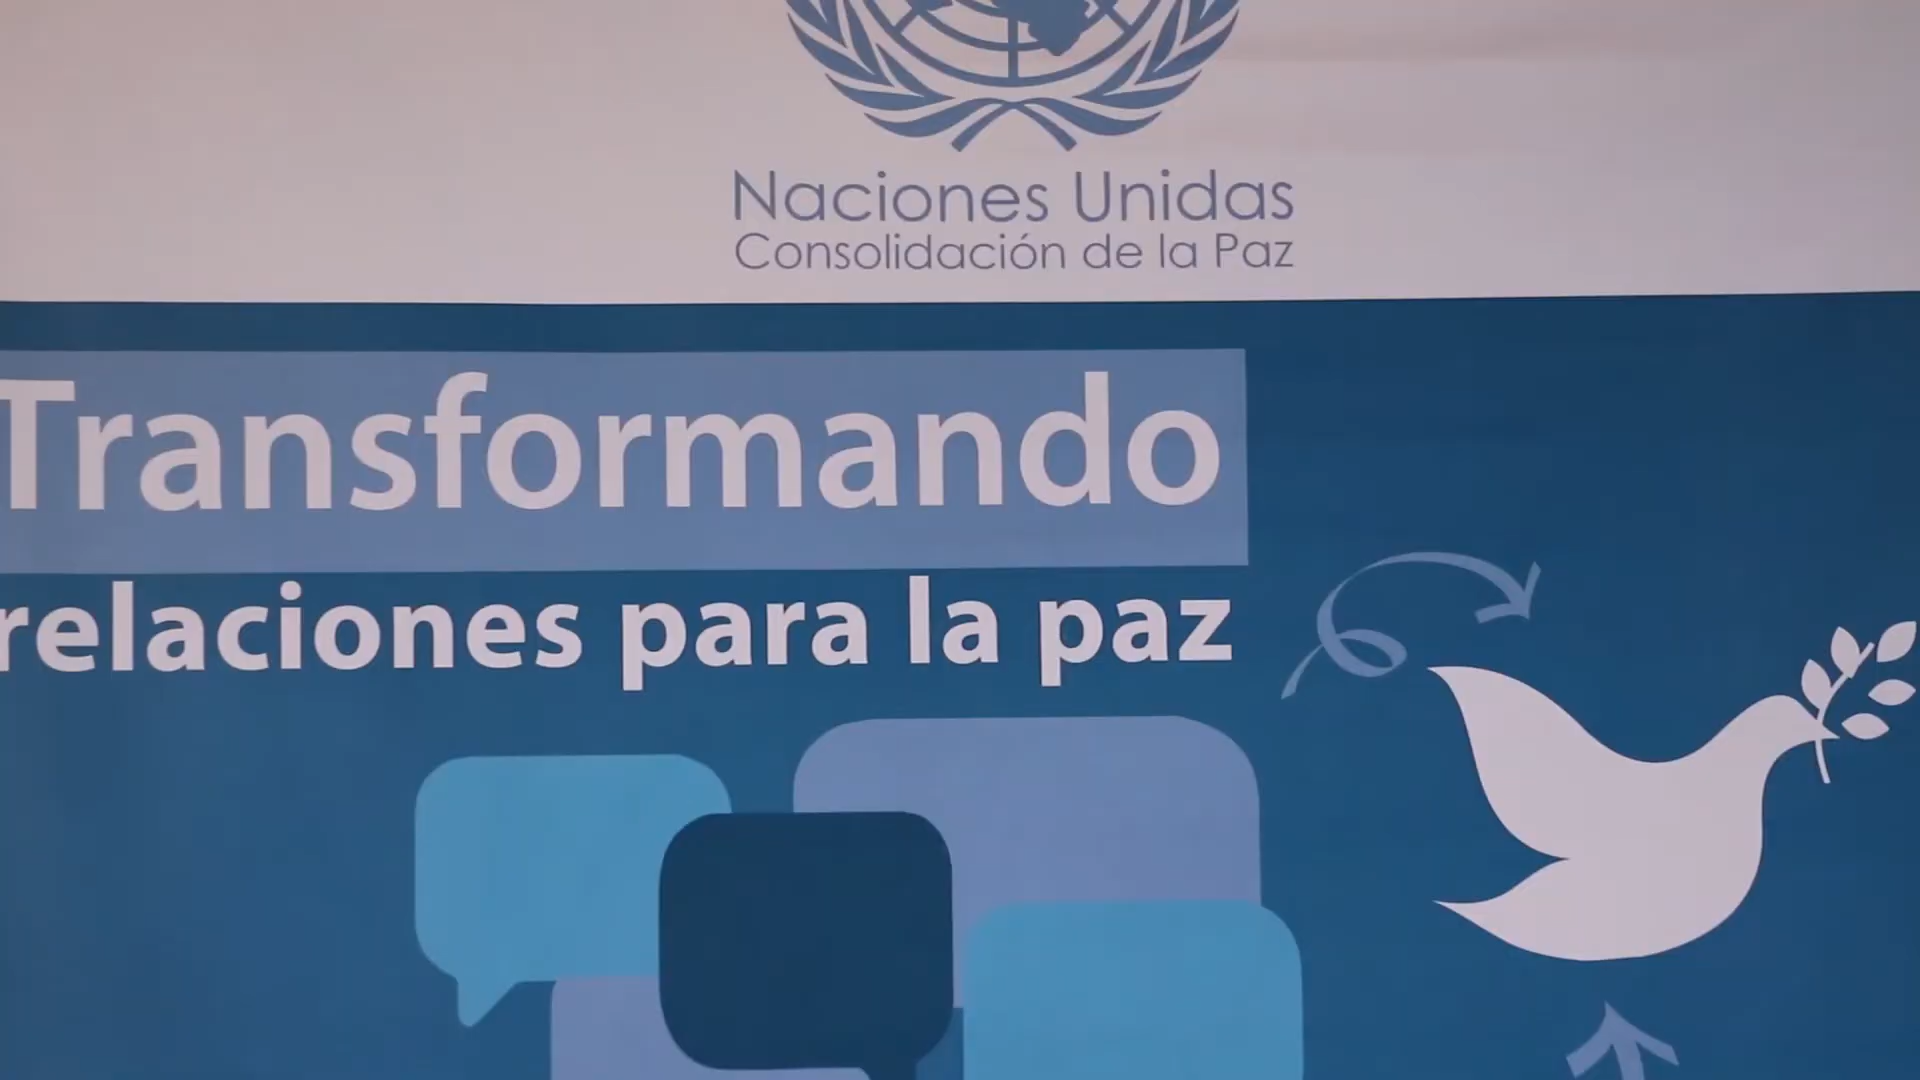 Naciones Unidas
Consolidación de la Paz
Transformando
relaciones para la paz